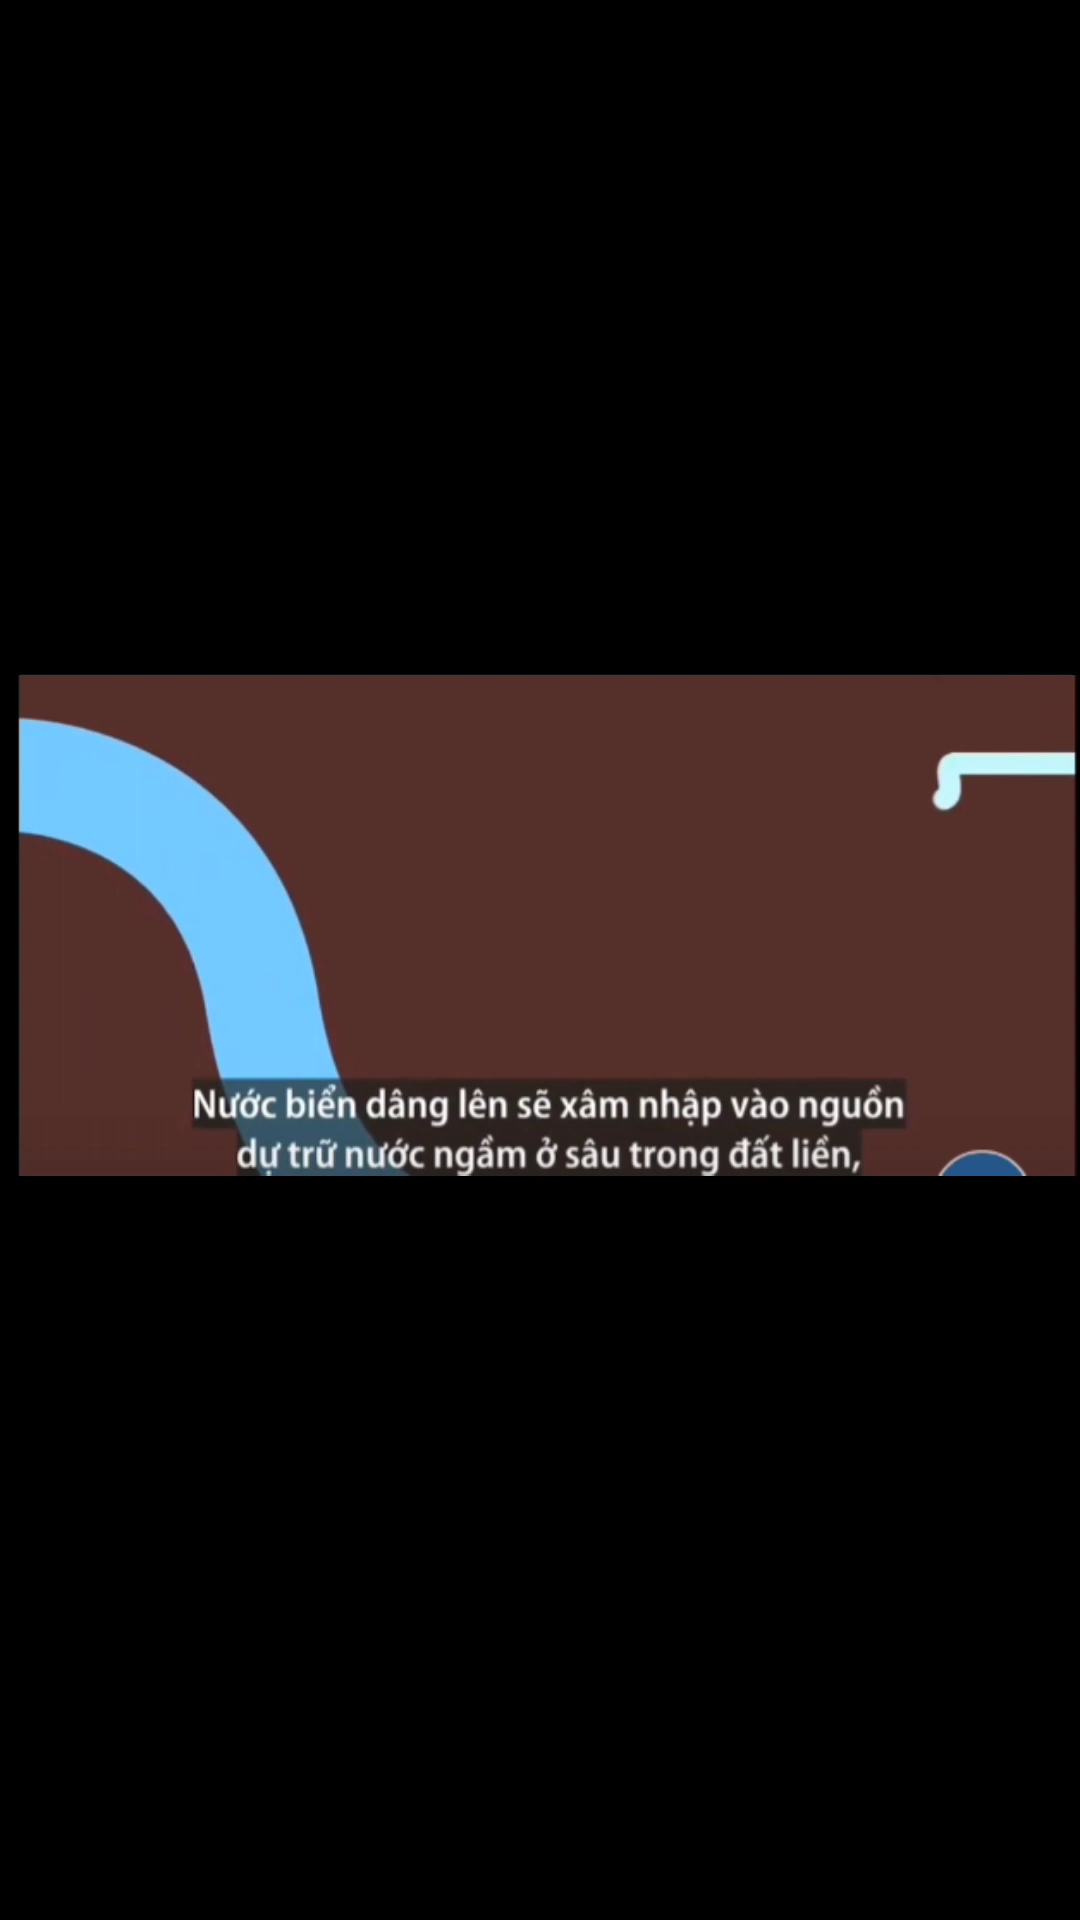 Nước biển dâng lên sẽ xâm nhập vào nguồn
dự trữ nước ngầm ở sâu trong đất liền,